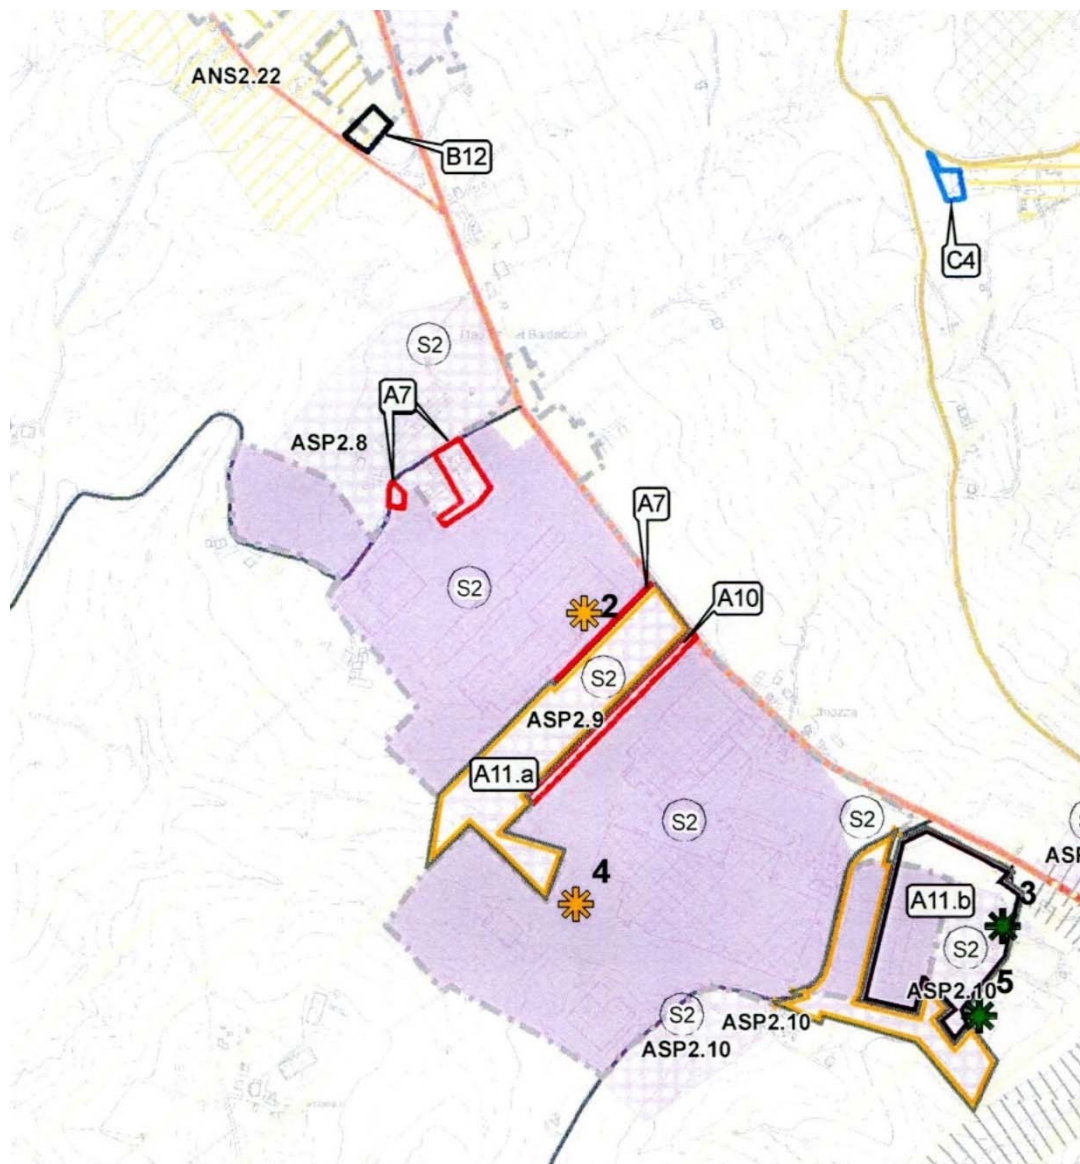 ANS2.22
B12
C4
S2
A7
ASP2.8
A7
S2
2
A10
S2
ASP2.9
A11.a
S2
S2
4
A11.b
3
S2
ASP2.10
5
S2
ASP2.10
ASP2.10